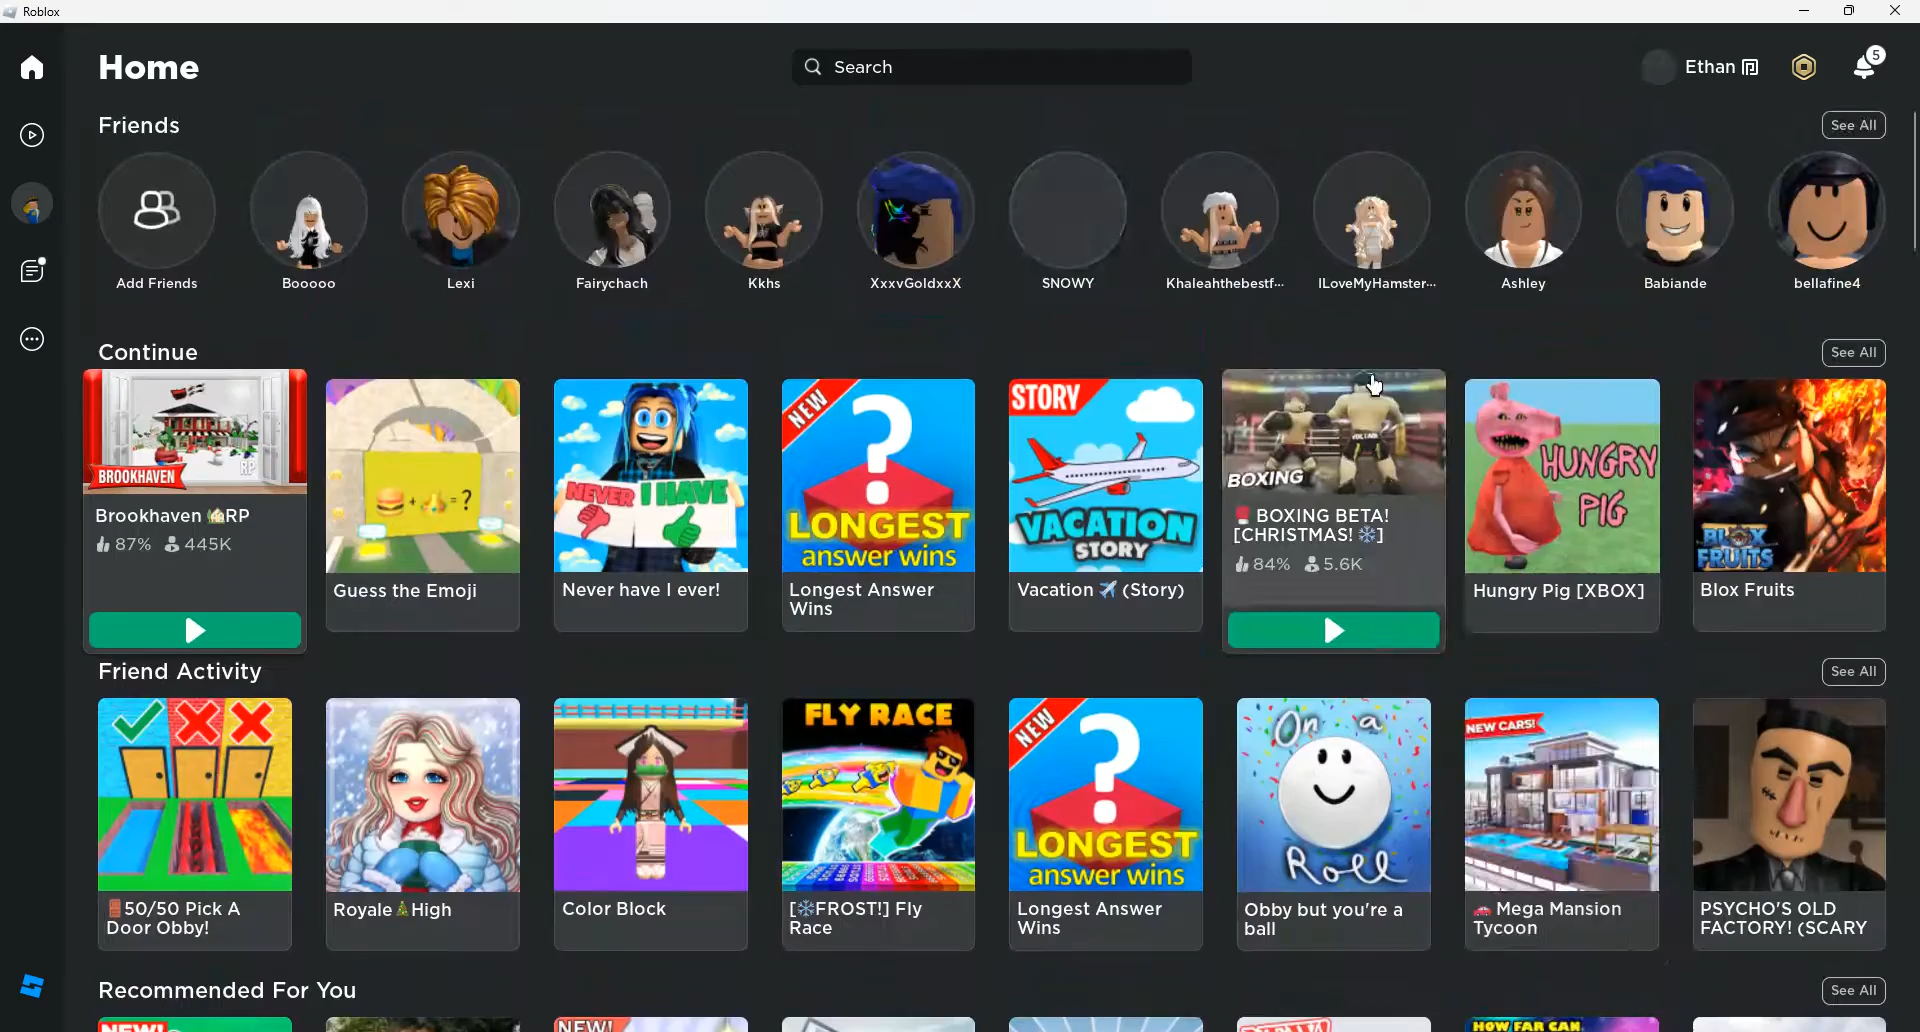 Roblox
Home
Search
Ethan
5
Friends
See All
Add Friends
Booooo
Lexi
Fairychach
Kkhs
XxxvGoldxxX
SNOWY
Khaleahthebestf...
ILoveMyHamster...
Ashley
Babiande
bellafine4
Continue
See All
BROOKHAVEN
RP
Brookhaven 🏡RP
87% 445K
+ = ?
Guess the Emoji
NEVER I HAVE
Never have I ever!
NEW
?
LONGEST
answer wins
Longest Answer
Wins
STORY
VACATION
STORY
Vacation ✈️ (Story)
BOXING
🥊 BOXING BETA!
[CHRISTMAS! ❄️]
84% 5.6K
HUNGRY
PIG
Hungry Pig [XBOX]
BLOX
FRUITS
Blox Fruits
Friend Activity
See All
🚪50/50 Pick A
Door Obby!
Royale🎄High
Color Block
FLY RACE
[❄️FROST!] Fly
Race
NEW
?
LONGEST
answer wins
Longest Answer
Wins
On a
Roll
Obby but you're a
ball
NEW CARS!
🚗 Mega Mansion
Tycoon
PSYCHO'S OLD
FACTORY! (SCARY
Recommended For You
See All
NEW!
NEW!
HOW FAR CAN